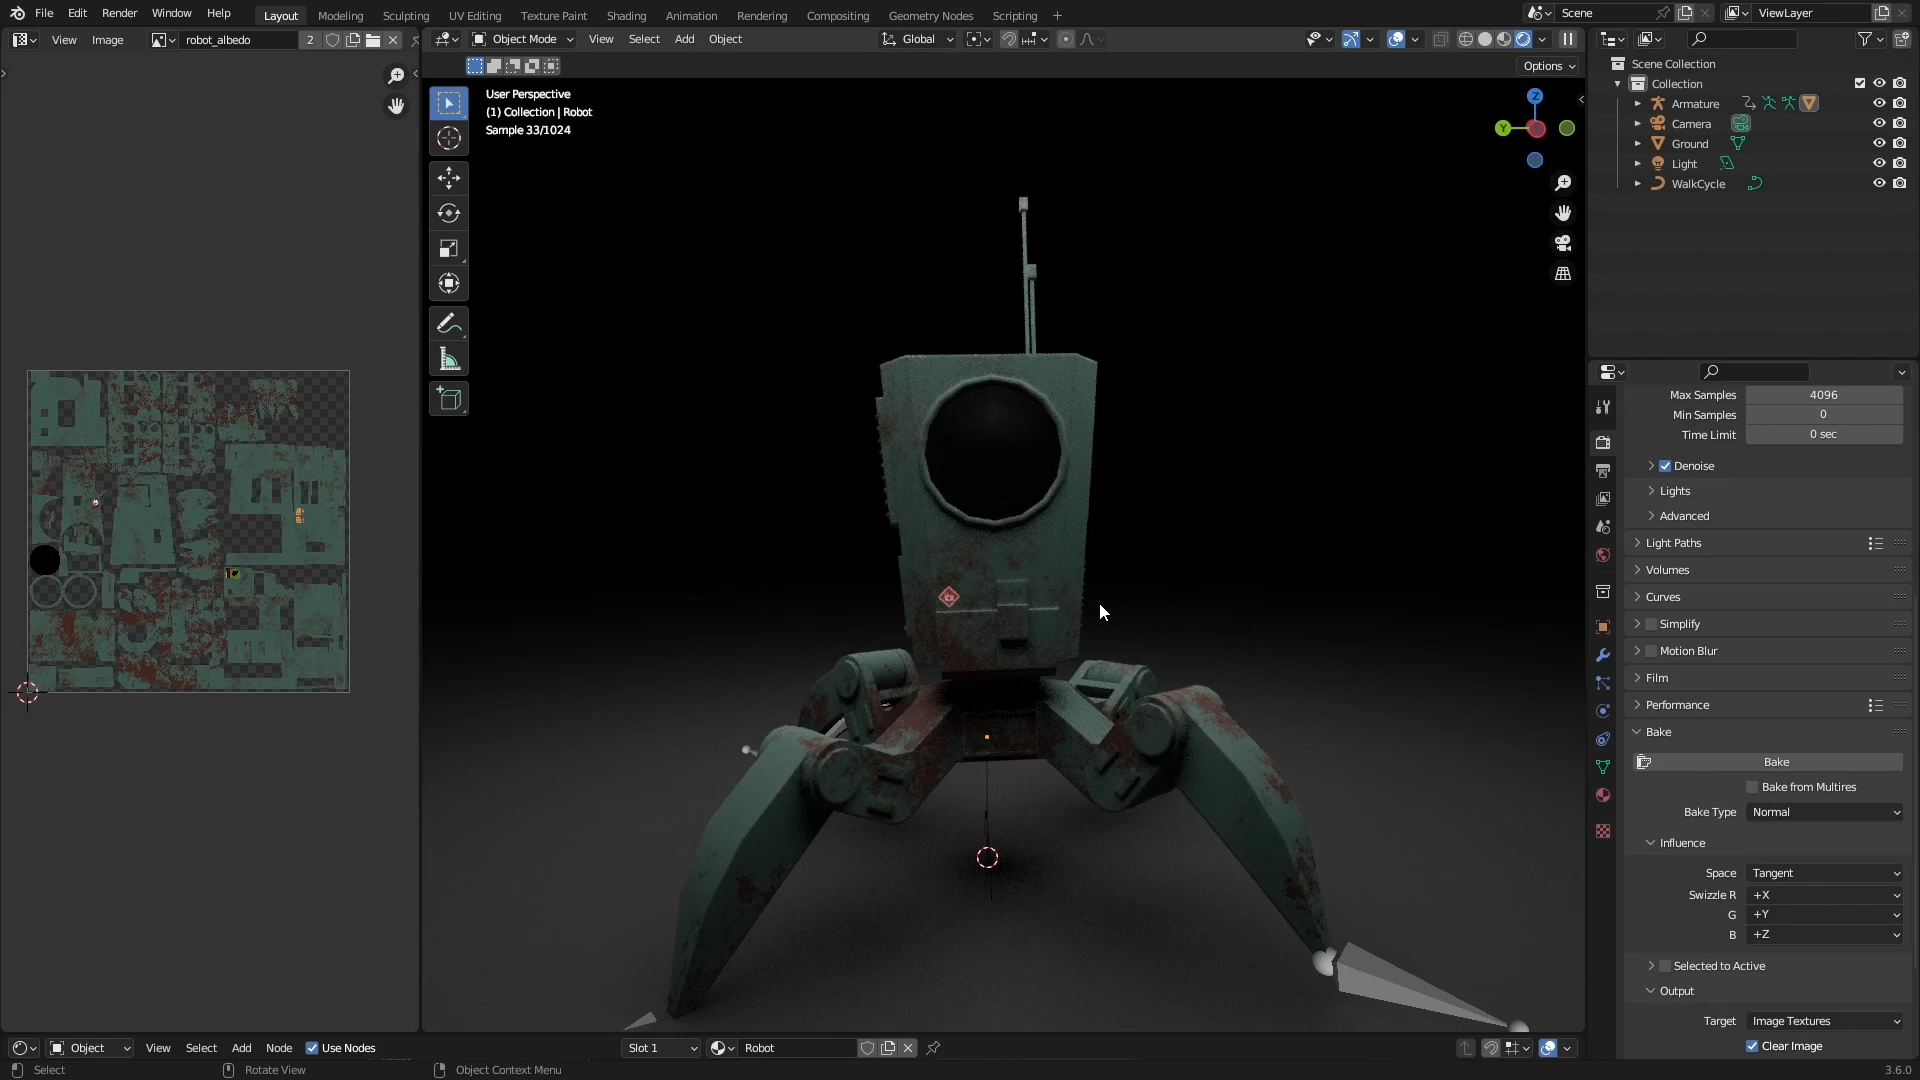 File Edit Render Window Help Layout Modeling Sculpting UV Editing Texture Paint Shading Animation Rendering Compositing Geometry Nodes Scripting + Scene ViewLayer
View Image robot_albedo 2 Object Mode View Select Add Object Global
Options
User Perspective
(1) Collection | Robot
Sample 33/1024
Z
Y
Scene Collection
Collection
Armature
Camera
Ground
Light
WalkCycle
Max Samples 4096
Min Samples 0
Time Limit 0 sec
Denoise
Lights
Advanced
Light Paths
Volumes
Curves
Simplify
Motion Blur
Film
Performance
Bake
Bake
Bake from Multires
Bake Type Normal
Influence
Space Tangent
Swizzle R +X
G +Y
B +Z
Selected to Active
Output
Target Image Textures
Clear Image
Object View Select Add Node Use Nodes Slot 1 Robot
Select Rotate View Object Context Menu 3.6.0